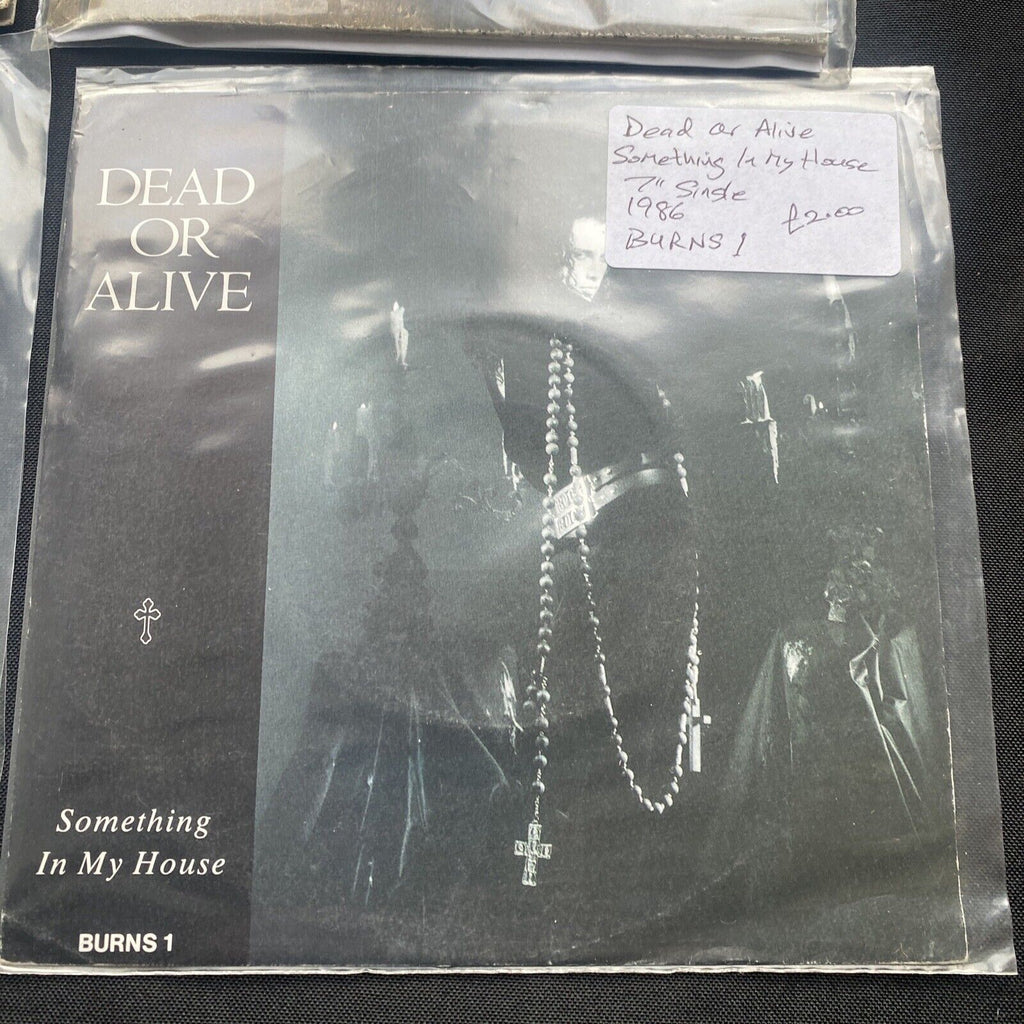 DEAD
OR
ALIVE
Something
In My House
BURNS 1
Dead or Alive
Something In My House
7" Single
1986 £2.00
BURNS 1